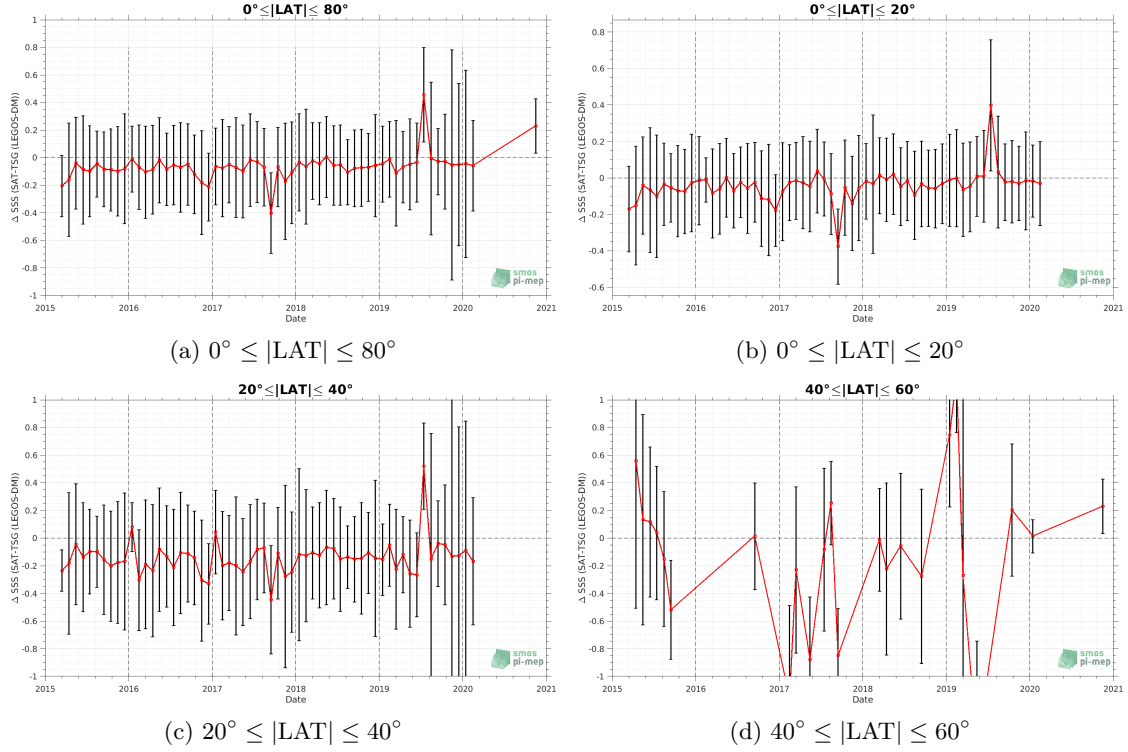 0°≤|LAT|≤ 80°
Δ SSS (SAT-TSG (LEGOS-DM))
1
0.8
0.6
0.4
0.2
0
-0.2
-0.4
-0.6
-0.8
-1
2015
2016
2017
2018
2019
2020
2021
Date
smos
pi-mep
(a) 0° ≤ |LAT| ≤ 80°
0°≤|LAT|≤ 20°
Δ SSS (SAT-TSG (LEGOS-DM))
0.8
0.6
0.4
0.2
0
-0.2
-0.4
-0.6
2015
2016
2017
2018
2019
2020
2021
Date
smos
pi-mep
(b) 0° ≤ |LAT| ≤ 20°
20°≤|LAT|≤ 40°
Δ SSS (SAT-TSG (LEGOS-DM))
1
0.8
0.6
0.4
0.2
0
-0.2
-0.4
-0.6
-0.8
-1
2015
2016
2017
2018
2019
2020
2021
Date
smos
pi-mep
(c) 20° ≤ |LAT| ≤ 40°
40°≤|LAT|≤ 60°
Δ SSS (SAT-TSG (LEGOS-DM))
1
0.8
0.6
0.4
0.2
0
-0.2
-0.4
-0.6
-0.8
-1
2015
2016
2017
2018
2019
2020
2021
Date
smos
pi-mep
(d) 40° ≤ |LAT| ≤ 60°